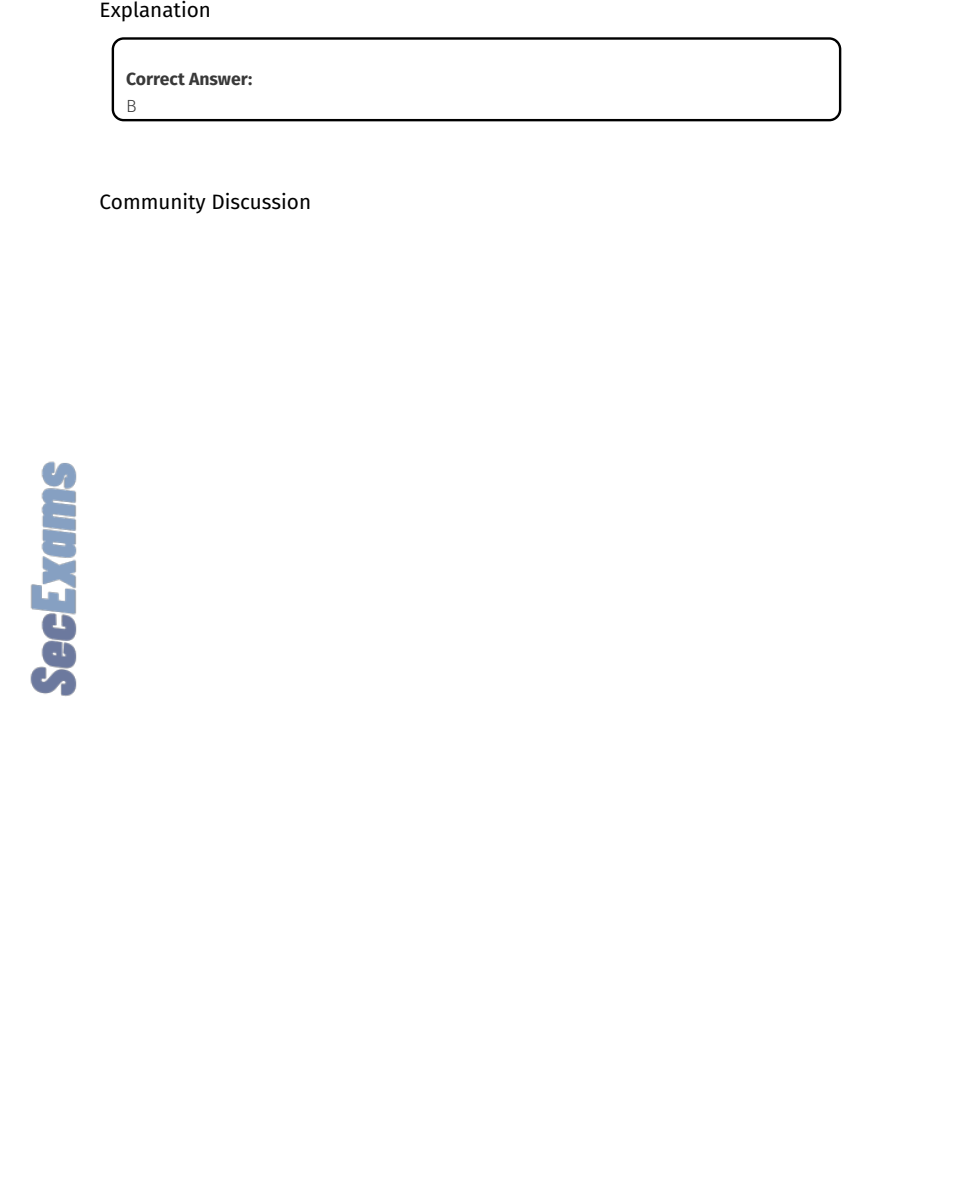 Explanation
Correct Answer:
B
Community Discussion
SecExams